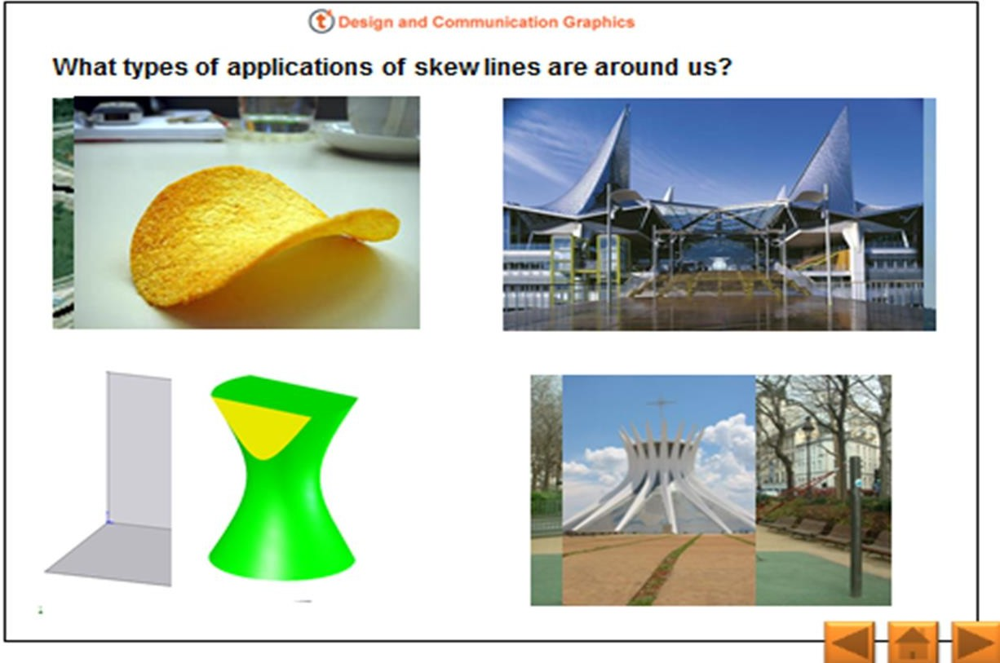 t Design and Communication Graphics
What types of applications of skew lines are around us?